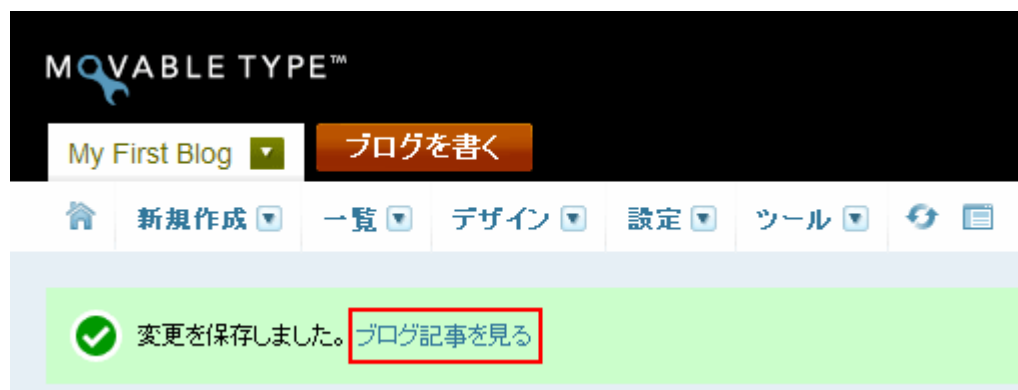 MOVABLE TYPE™
My First Blog ブログを書く
新規作成 一覧 デザイン 設定 ツール
変更を保存しました。ブログ記事を見る